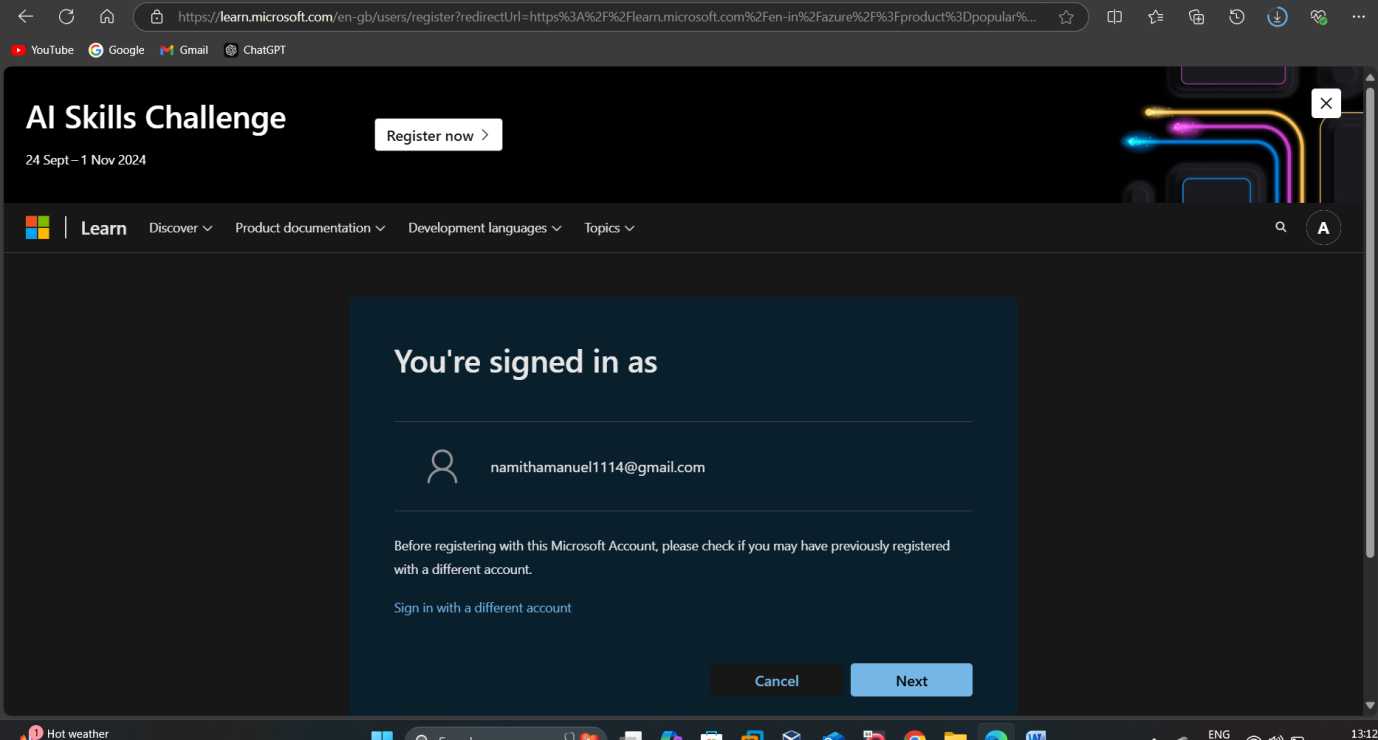 https://learn.microsoft.com/en-gb/users/register?redirectUrl=https%3A%2F%2Flearn.microsoft.com%2Fen-in%2Fazure%2F%3Fproduct%3Dpopular%...
YouTube Google Gmail ChatGPT
AI Skills Challenge
Register now
24 Sept – 1 Nov 2024
Learn Discover Product documentation Development languages Topics A
You're signed in as
namithamanuel1114@gmail.com
Before registering with this Microsoft Account, please check if you may have previously registered
with a different account.
Sign in with a different account
Cancel Next
1 Hot weather
ENG 13:12